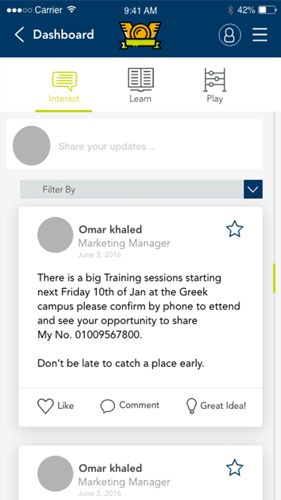 Carrier 9:41 AM 42%
Dashboard
Interact Learn Play
Share your updates ..
Filter By
Omar khaled
Marketing Manager
June 3, 2016
There is a big Training sessions starting
next Friday 10th of Jan at the Greek
campus please confirm by phone to ettend
and see your opportunity to share
My No. 01009567800.
Don't be late to catch a place early.
Like Comment Great Idea!
Omar khaled
Marketing Manager
June 3, 2016